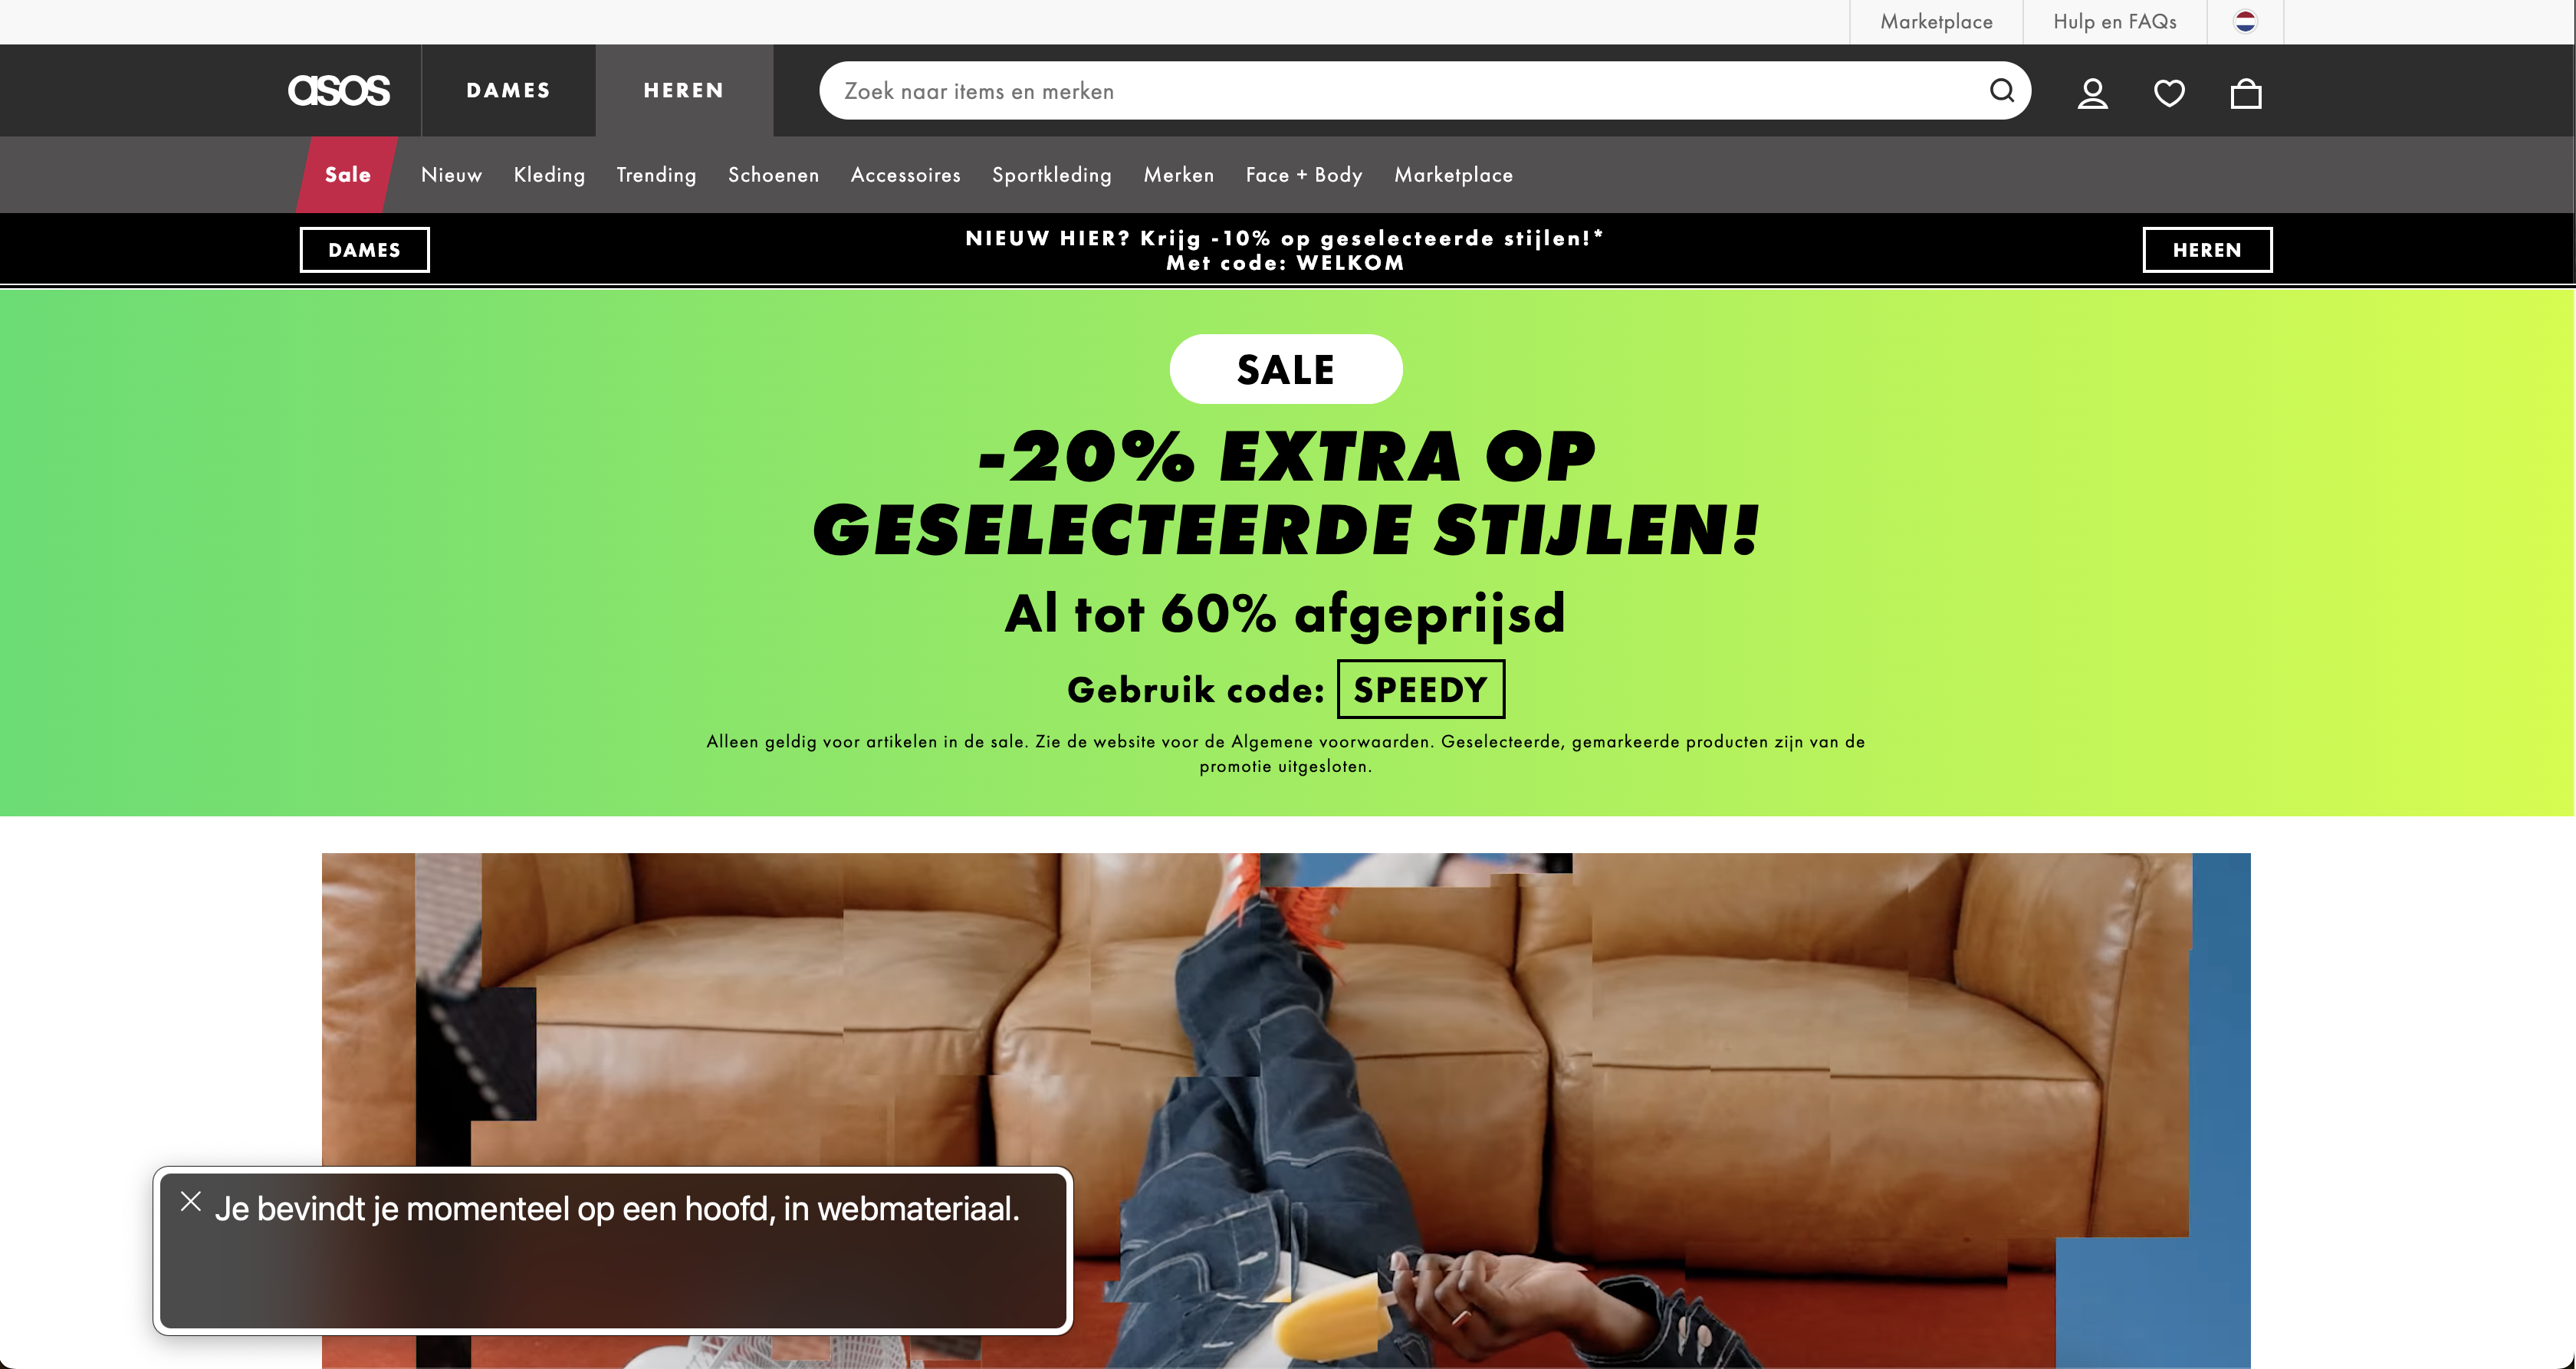 Marketplace
Hulp en FAQs
asos
DAMES
HEREN
Zoek naar items en merken
Sale
Nieuw
Kleding
Trending
Schoenen
Accessoires
Sportkleding
Merken
Face + Body
Marketplace
DAMES
NIEUW HIER? Krijg -10% op geselecteerde stijlen!*
Met code: WELKOM
HEREN
SALE
-20% EXTRA OP
GESELECTEERDE STIJLEN!
Al tot 60% afgeprijsd
Gebruik code: SPEEDY
Alleen geldig voor artikelen in de sale. Zie de website voor de Algemene voorwaarden. Geselecteerde, gemarkeerde producten zijn van de
promotie uitgesloten.
Je bevindt je momenteel op een hoofd, in webmateriaal.